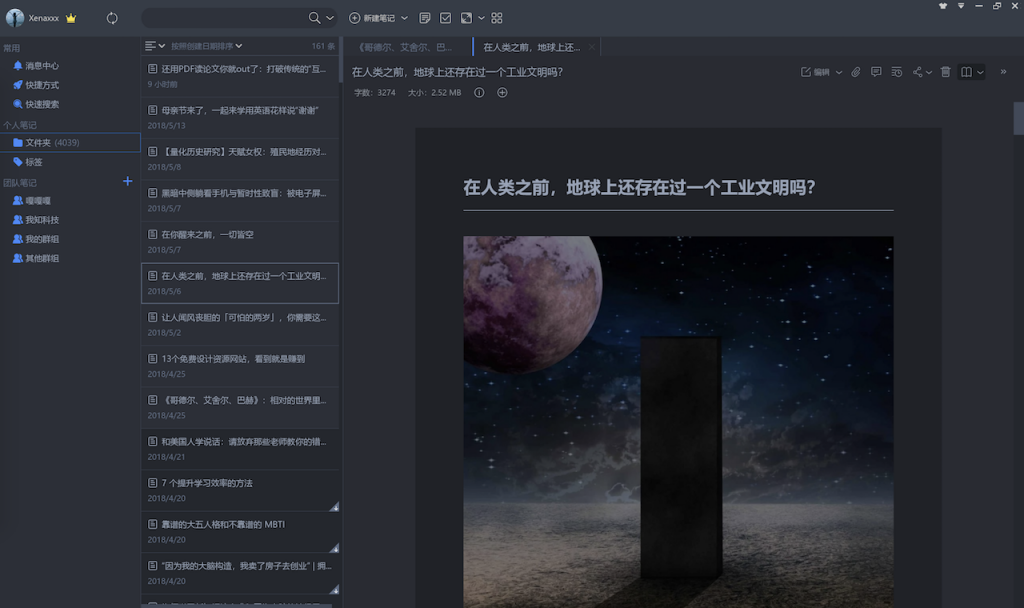 Xenaxxx
新建笔记
常用
消息中心
快捷方式
快速搜索
个人笔记
文件夹 (4039)
标签
团队笔记
嘎嘎嘎
我知科技
我的群组
其他群组
按照创建日期排序
161 条
还用PDF读论文你就out了：打破传统的“互...
9 小时前
母亲节来了，一起来学用英语花样说“谢谢”
2018/5/13
【量化历史研究】天赋女权：殖民地经历对...
2018/5/8
黑暗中侧躺看手机与暂时性致盲：被电子屏...
2018/5/7
在你醒来之前，一切皆空
2018/5/7
在人类之前，地球上还存在过一个工业文明...
2018/5/6
让人闻风丧胆的「可怕的两岁」，你需要这...
2018/5/2
13个免费设计资源网站，看到就是赚到
2018/4/25
《哥德尔、艾舍尔、巴赫》：相对的世界里...
2018/4/25
和美国人学说话：请放弃那些老师教你的错...
2018/4/21
7 个提升学习效率的方法
2018/4/20
靠谱的大五人格和不靠谱的 MBTI
2018/4/20
“因为我的大脑构造，我卖了房子去创业” | 拥...
2018/4/20
《哥德尔、艾舍尔、巴...
在人类之前，地球上还...
在人类之前，地球上还存在过一个工业文明吗?
编辑
字数：3274 大小：2.52 MB
在人类之前，地球上还存在过一个工业文明吗?